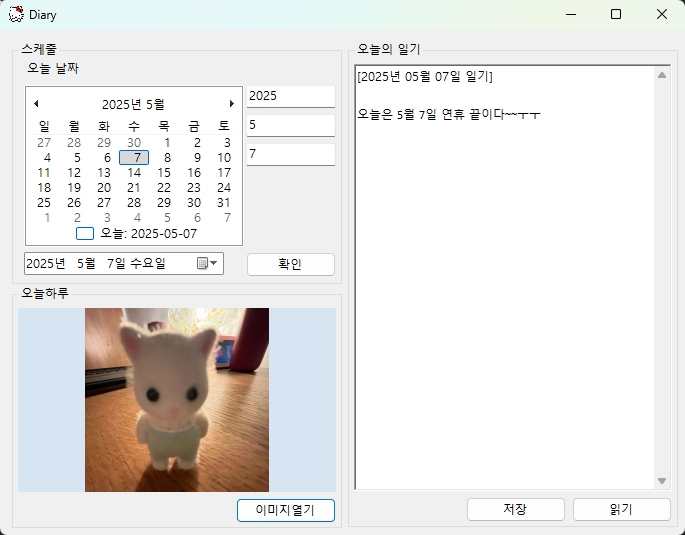 Diary
스케줄
오늘 날짜
2025년 5월
일 월 화 수 목 금 토
27 28 29 30 1 2 3
4 5 6 7 8 9 10
11 12 13 14 15 16 17
18 19 20 21 22 23 24
25 26 27 28 29 30 31
1 2 3 4 5 6 7
오늘: 2025-05-07
2025
5
7
2025년 5월 7일 수요일
확인
오늘하루
이미지열기
오늘의 일기
[2025년 05월 07일 일기]
오늘은 5월 7일 연휴 끝이다~~ㅜㅜ
저장
읽기